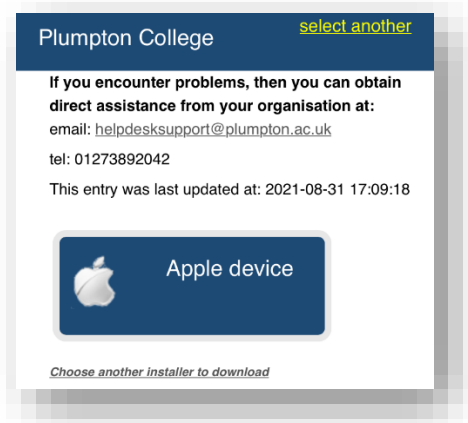 Plumpton College
select another
If you encounter problems, then you can obtain
direct assistance from your organisation at:
email: helpdesksupport@plumpton.ac.uk
tel: 01273892042
This entry was last updated at: 2021-08-31 17:09:18
Apple device
Choose another installer to download